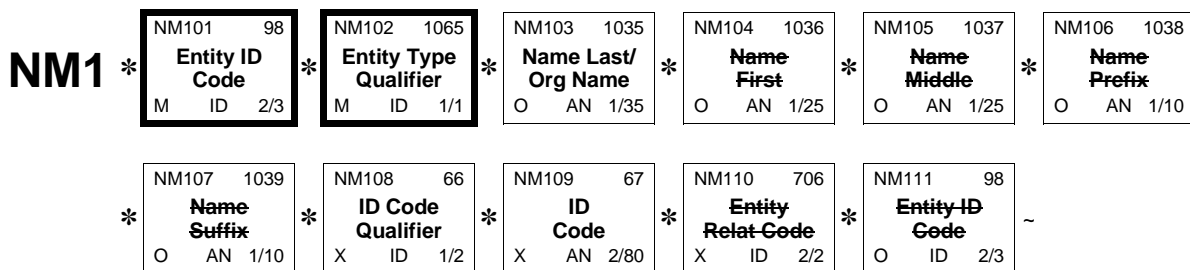 NM101 98 NM102 1065 NM103 1035 NM104 1036 NM105 1037 NM106 1038
NM1 * Entity ID * Entity Type * Name Last/ * Name * Name * Name
Code Qualifier Org Name First Middle Prefix
M ID 2/3 M ID 1/1 O AN 1/35 O AN 1/25 O AN 1/25 O AN 1/10
NM107 1039 NM108 66 NM109 67 NM110 706 NM111 98
* Name * ID Code * ID * Entity * Entity ID ~
Suffix Qualifier Code Relat Code Code
O AN 1/10 X ID 1/2 X AN 2/80 X ID 2/2 O ID 2/3